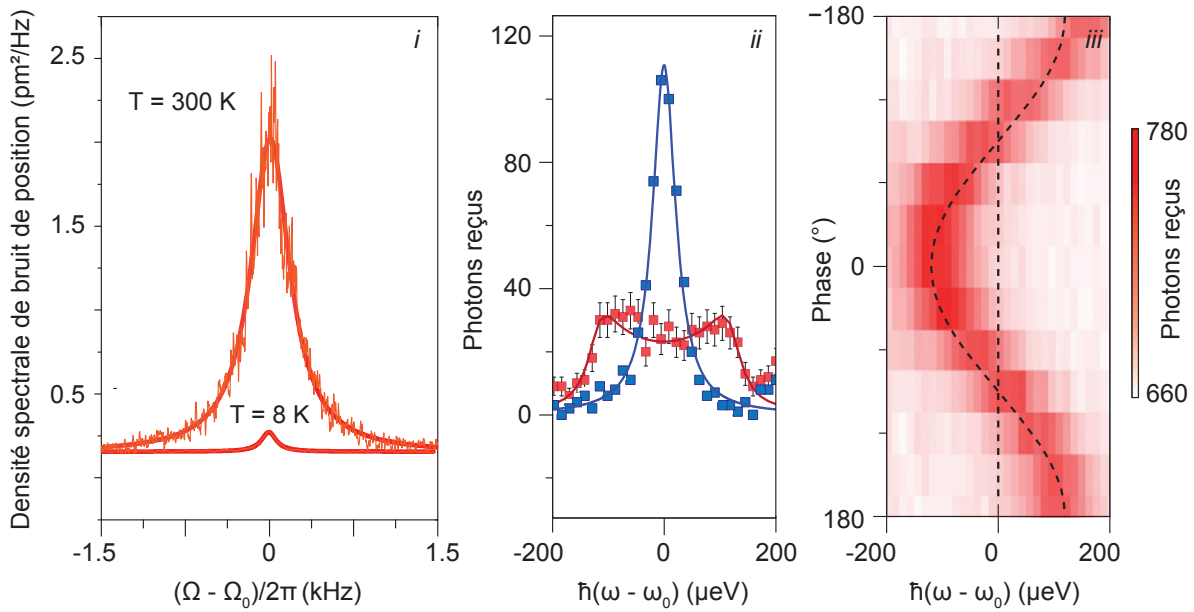 Densité spectrale de bruit de position (pm²/Hz)
2.5
1.5
0.5
T = 300 K
T = 8 K
i
-1.5
0
1.5
(Ω - Ω₀)/2π (kHz)
Photons reçus
120
80
40
0
ii
-200
0
200
ħ(ω - ω₀) (µeV)
Phase (°)
−180
0
180
iii
-200
0
200
ħ(ω - ω₀) (µeV)
780
660
Photons reçus